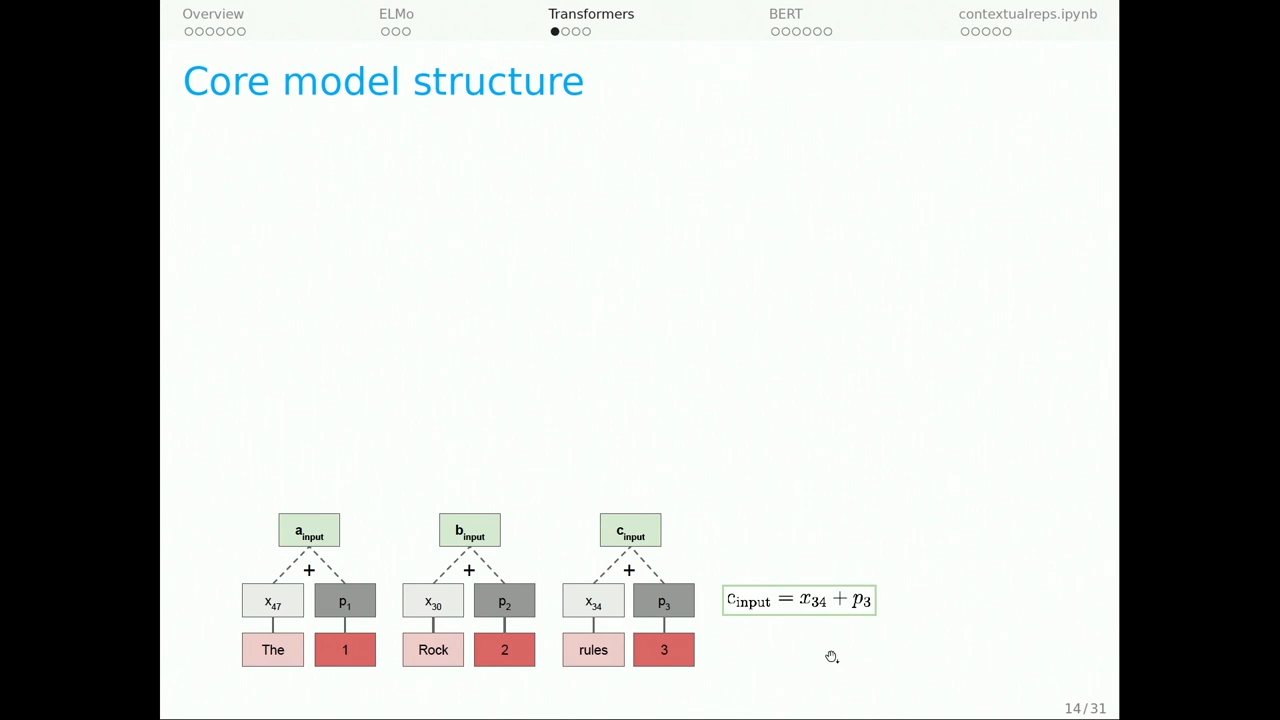 Overview ELMo Transformers BERT contextualreps.ipynb
Core model structure
a_input b_input c_input
+ + +
x_47 p_1 x_30 p_2 x_34 p_3 c_input = x_34 + p_3
The 1 Rock 2 rules 3
14/31